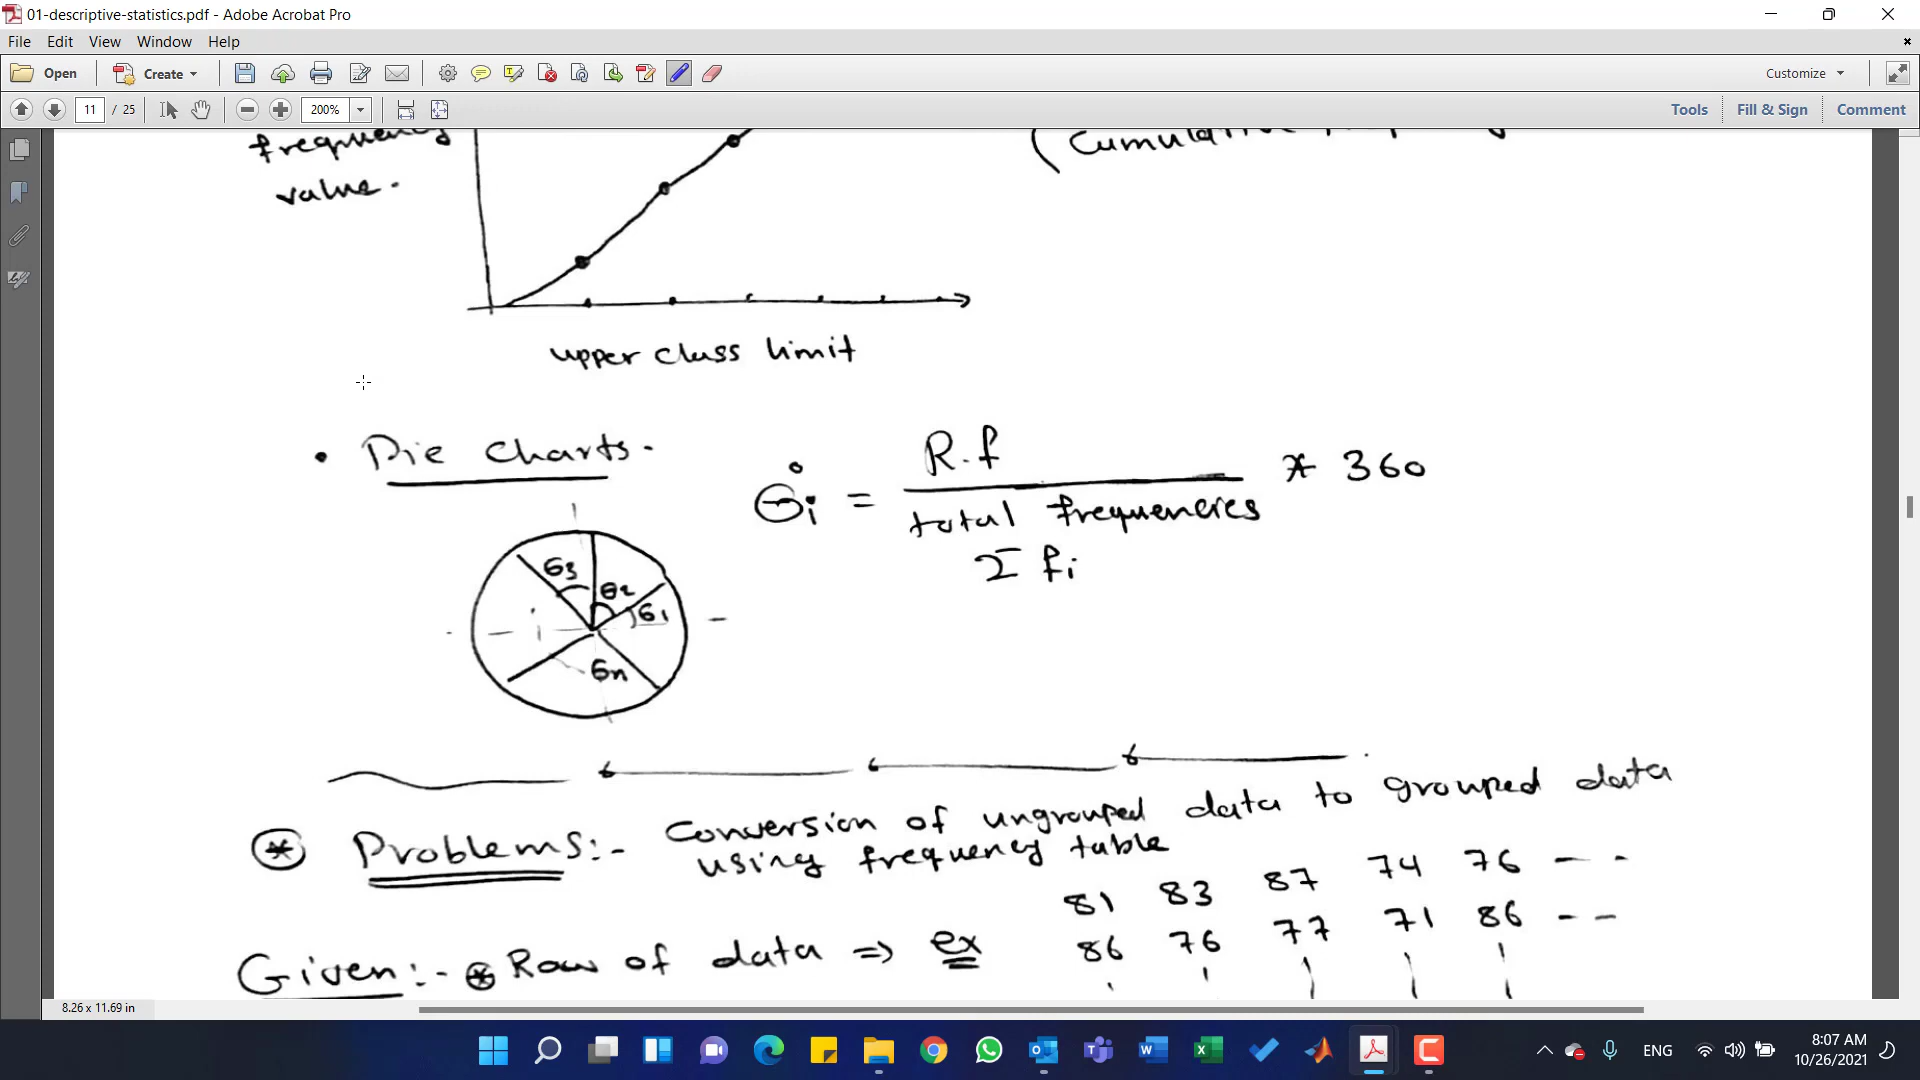 01-descriptive-statistics.pdf - Adobe Acrobat Pro
File Edit View Window Help
Open Create Customize
11 / 25 200% Tools Fill & Sign Comment
frequency
value.
(Cumulative
upper class limit
• Pie Charts.
θi° = R.f / total frequencies * 360
Σ fi
θ3
θ2
θ1
θn
Problems:- Conversion of ungrouped data to grouped data
using frequency table
81 83 87 74 76 - -
Given:- * Raw of data => ex 86 76 77 71 86 - -
8.26 x 11.69 in
ENG
8:07 AM
10/26/2021